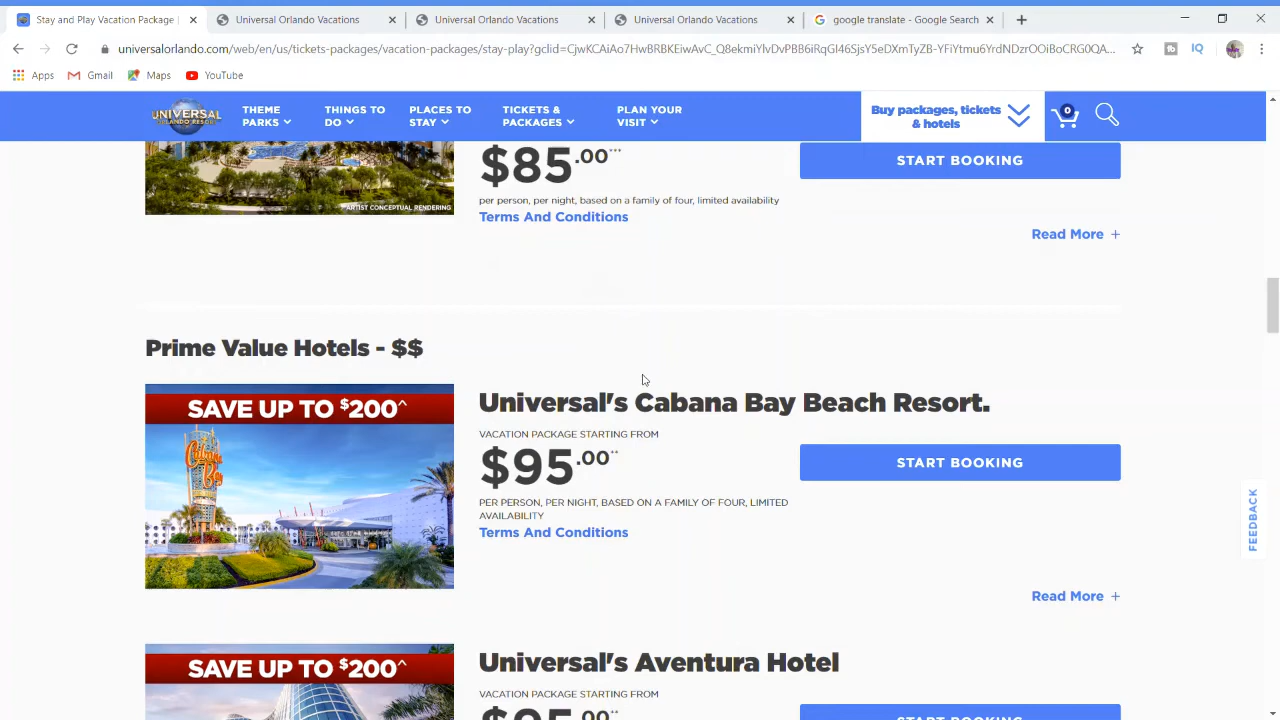 Stay and Play Vacation Package |
Universal Orlando Vacations
Universal Orlando Vacations
Universal Orlando Vacations
google translate - Google Search
universalorlando.com/web/en/us/tickets-packages/vacation-packages/stay-play?gclid=CjwKCAiAo7HwBRBKEiwAvC_Q8ekmiYlvDvPBB6iRqGl46SjsY5eDXmTyZB-YFiYtmu6YrdNDzrOOiBoCRG0QA...
Apps
Gmail
Maps
YouTube
UNIVERSAL
ORLANDO RESORT
THEME
PARKS
THINGS TO
DO
PLACES TO
STAY
TICKETS &
PACKAGES
PLAN YOUR
VISIT
Buy packages, tickets
& hotels
0
ARTIST CONCEPTUAL RENDERING
$85.00***
START BOOKING
per person, per night, based on a family of four, limited availability
Terms And Conditions
Read More +
Prime Value Hotels - $$
SAVE UP TO $200^
Cabana
Bay
Universal's Cabana Bay Beach Resort.
VACATION PACKAGE STARTING FROM
$95.00**
START BOOKING
PER PERSON, PER NIGHT, BASED ON A FAMILY OF FOUR, LIMITED
AVAILABILITY
Terms And Conditions
FEEDBACK
Read More +
SAVE UP TO $200^
Universal's Aventura Hotel
VACATION PACKAGE STARTING FROM
$95.00**
START BOOKING